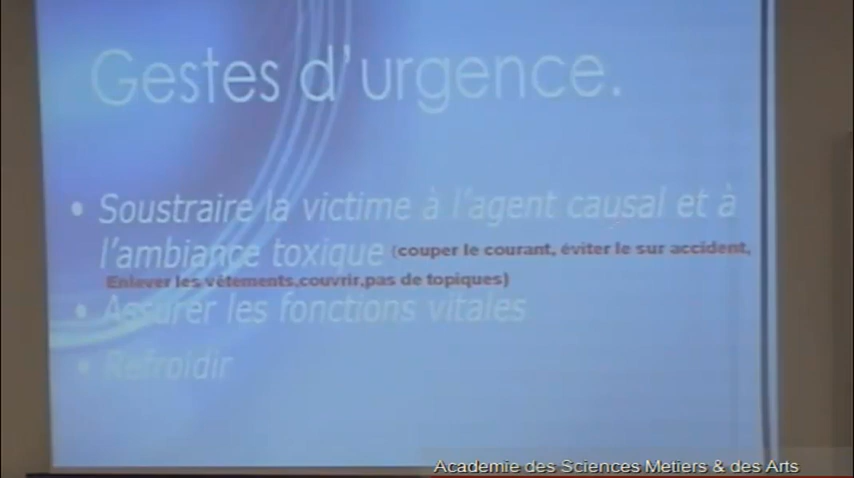 Gestes d'urgence.
• Soustraire la victime à l'agent causal et à
l'ambiance toxique (couper le courant, éviter le sur accident,
Enlever les vêtements,couvrir,pas de topiques)
• Assurer les fonctions vitales
• Refroidir
Academie des Sciences Metiers & des Arts